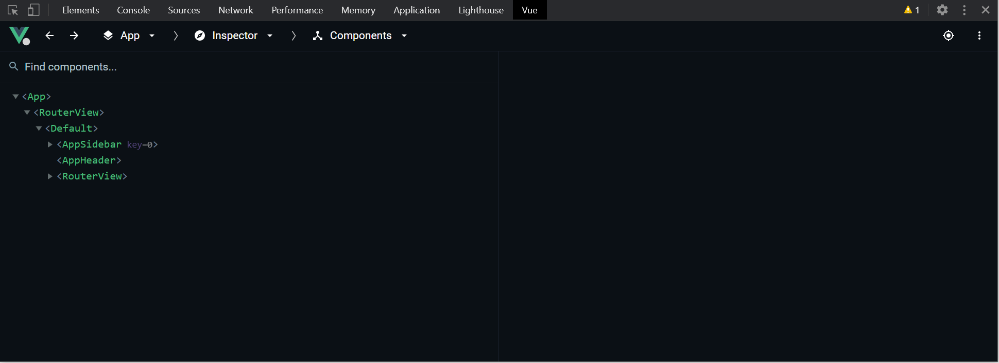 Elements Console Sources Network Performance Memory Application Lighthouse Vue 1
App Inspector Components
Find components...
<App>
<RouterView>
<Default>
<AppSidebar key=0>
<AppHeader>
<RouterView>